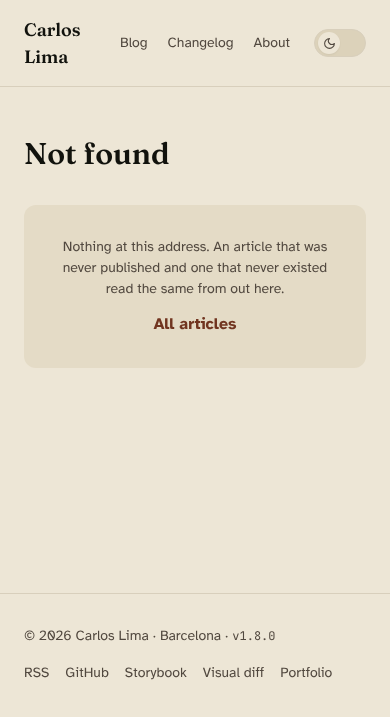 Carlos
Lima
Blog
Changelog
About
Not found
Nothing at this address. An article that was
never published and one that never existed
read the same from out here.
All articles
© 2026 Carlos Lima · Barcelona · v1.8.0
RSS
GitHub
Storybook
Visual diff
Portfolio